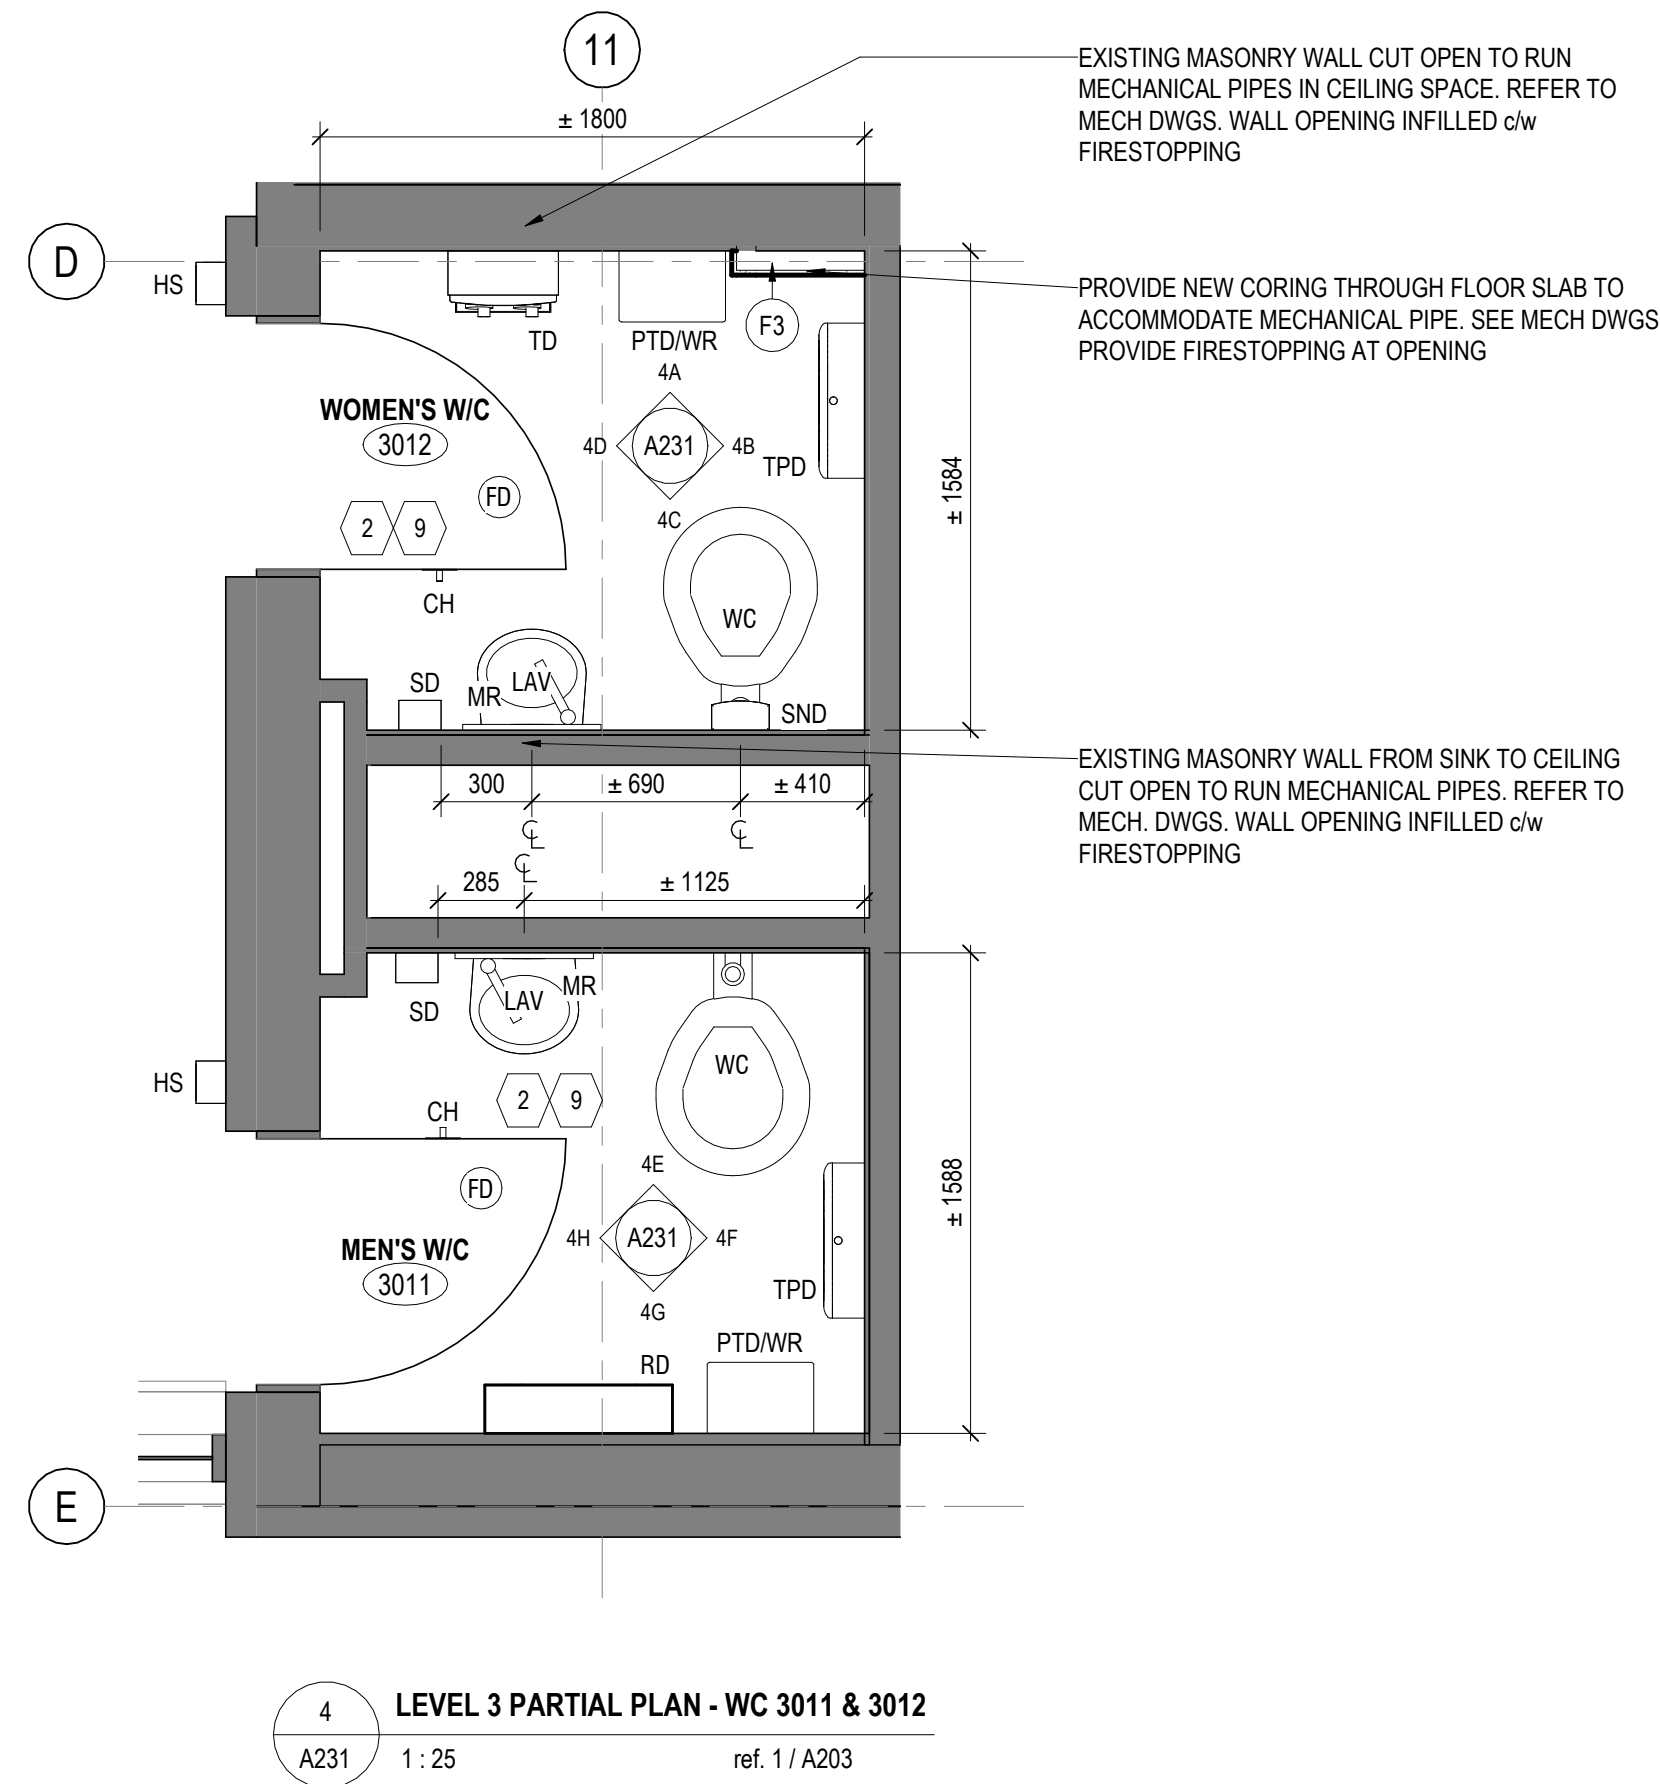 11
EXISTING MASONRY WALL CUT OPEN TO RUN
MECHANICAL PIPES IN CEILING SPACE. REFER TO
MECH DWGS. WALL OPENING INFILLED c/w
FIRESTOPPING
± 1800
D
HS
TD
PTD/WR
F3
PROVIDE NEW CORING THROUGH FLOOR SLAB TO
ACCOMMODATE MECHANICAL PIPE. SEE MECH DWGS
PROVIDE FIRESTOPPING AT OPENING
4A
WOMEN'S W/C
3012
4D
A231
4B
TPD
4C
FD
2
9
± 1584
CH
WC
SD
MR
LAV
SND
EXISTING MASONRY WALL FROM SINK TO CEILING
CUT OPEN TO RUN MECHANICAL PIPES. REFER TO
MECH. DWGS. WALL OPENING INFILLED c/w
FIRESTOPPING
300
± 690
± 410
CL
CL
CL
285
± 1125
SD
LAV
MR
WC
HS
CH
2
9
4E
FD
4H
A231
4F
4G
MEN'S W/C
3011
TPD
± 1588
RD
PTD/WR
E
4
A231
LEVEL 3 PARTIAL PLAN - WC 3011 & 3012
1 : 25
ref. 1 / A203